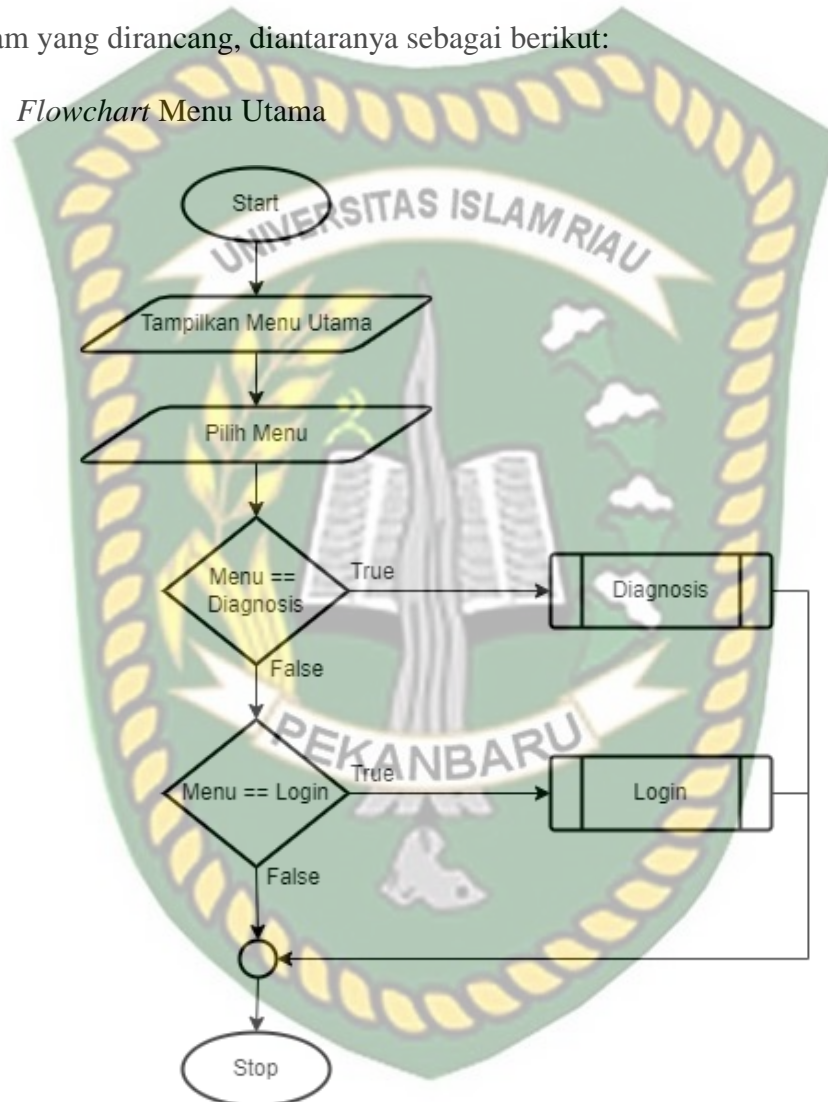 am yang dirancang, diantaranya sebagai berikut:
Flowchart Menu Utama
UNIVERSITAS ISLAM RIAU
Start
Tampilkan Menu Utama
Pilih Menu
Menu ==
Diagnosis
True
Diagnosis
False
PEKANBARU
Menu == Login
True
Login
False
Stop